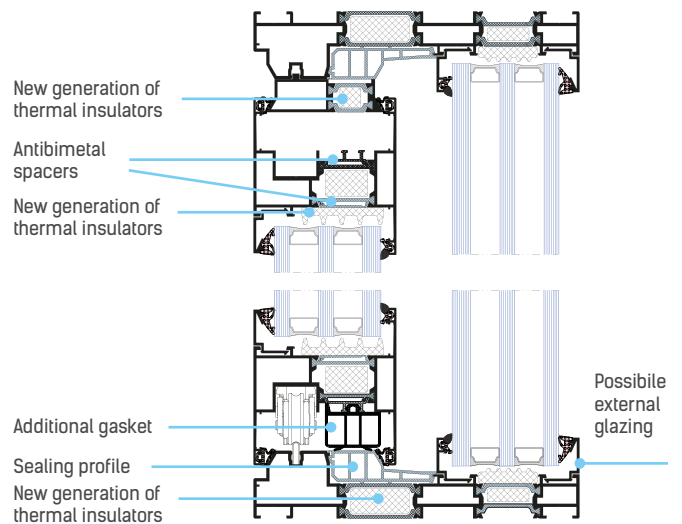 New generation of
thermal insulators
Antibimetal
spacers
New generation of
thermal insulators
Additional gasket
Sealing profile
New generation of
thermal insulators
Possibile
external
glazing